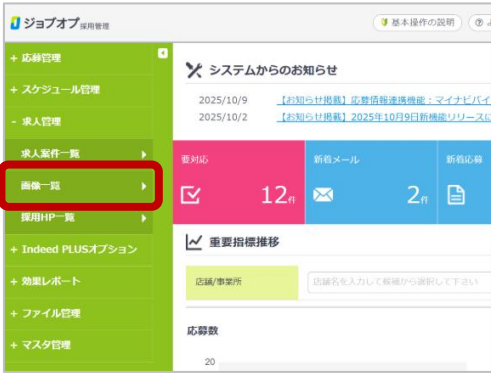 ジョブオプ 採用管理
基本操作の説明
+ 応募管理
+ スケジュール管理
- 求人管理
求人案件一覧
画像一覧
採用HP一覧
+ Indeed PLUSオプション
+ 効果レポート
+ ファイル管理
+ マスタ管理
システムからのお知らせ
2025/10/9 【お知らせ掲載】応募情報連携機能：マイナビバイ
2025/10/2 【お知らせ掲載】2025年10月9日新機能リリースに
要対応
12件
新着メール
2件
新着応募
重要指標推移
店舗/事業所
店舗名を入力して候補から選択して下さい
応募数
20